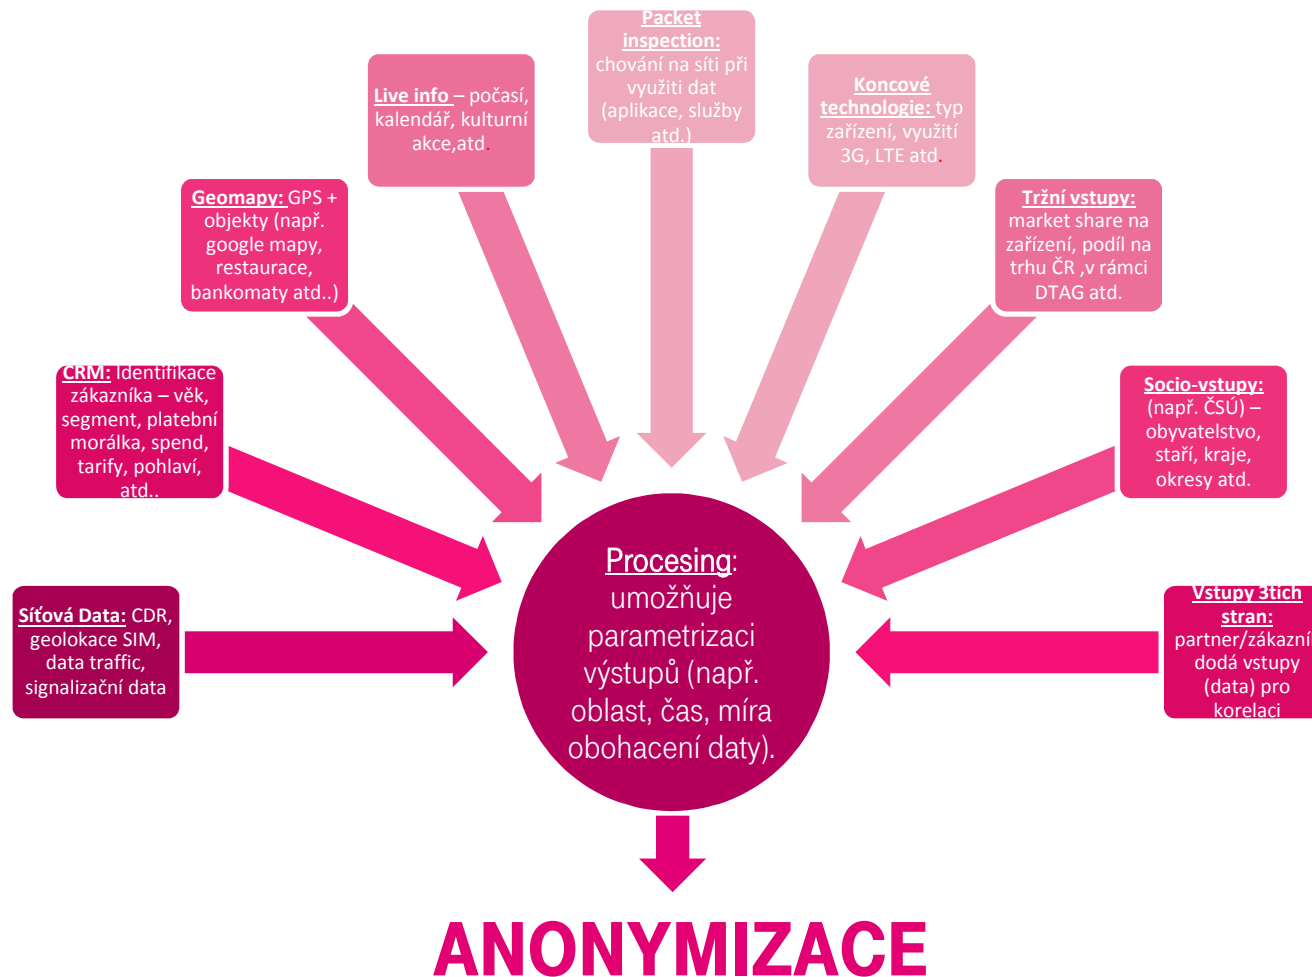 Packet
inspection:
chování na síti při
využiti dat
(aplikace, služby
atd.)
Live info – počasí,
kalendář, kulturní
akce,atd.
Koncové
technologie: typ
zařízení, využití
3G, LTE atd.
Geomapy: GPS +
objekty (např.
google mapy,
restaurace,
bankomaty atd..)
Tržní vstupy:
market share na
zařízení, podíl na
trhu ČR ,v rámci
DTAG atd.
CRM: Identifikace
zákazníka – věk,
segment, platební
morálka, spend,
tarify, pohlaví,
atd..
Socio-vstupy:
(např. ČSÚ) –
obyvatelstvo,
staří, kraje,
okresy atd.
Síťová Data: CDR,
geolokace SIM,
data traffic,
signalizační data
Vstupy 3tích
stran:
partner/zákazní
dodá vstupy
(data) pro
korelaci
Procesing:
umožňuje
parametrizaci
výstupů (např.
oblast, čas, míra
obohacení daty).
ANONYMIZACE